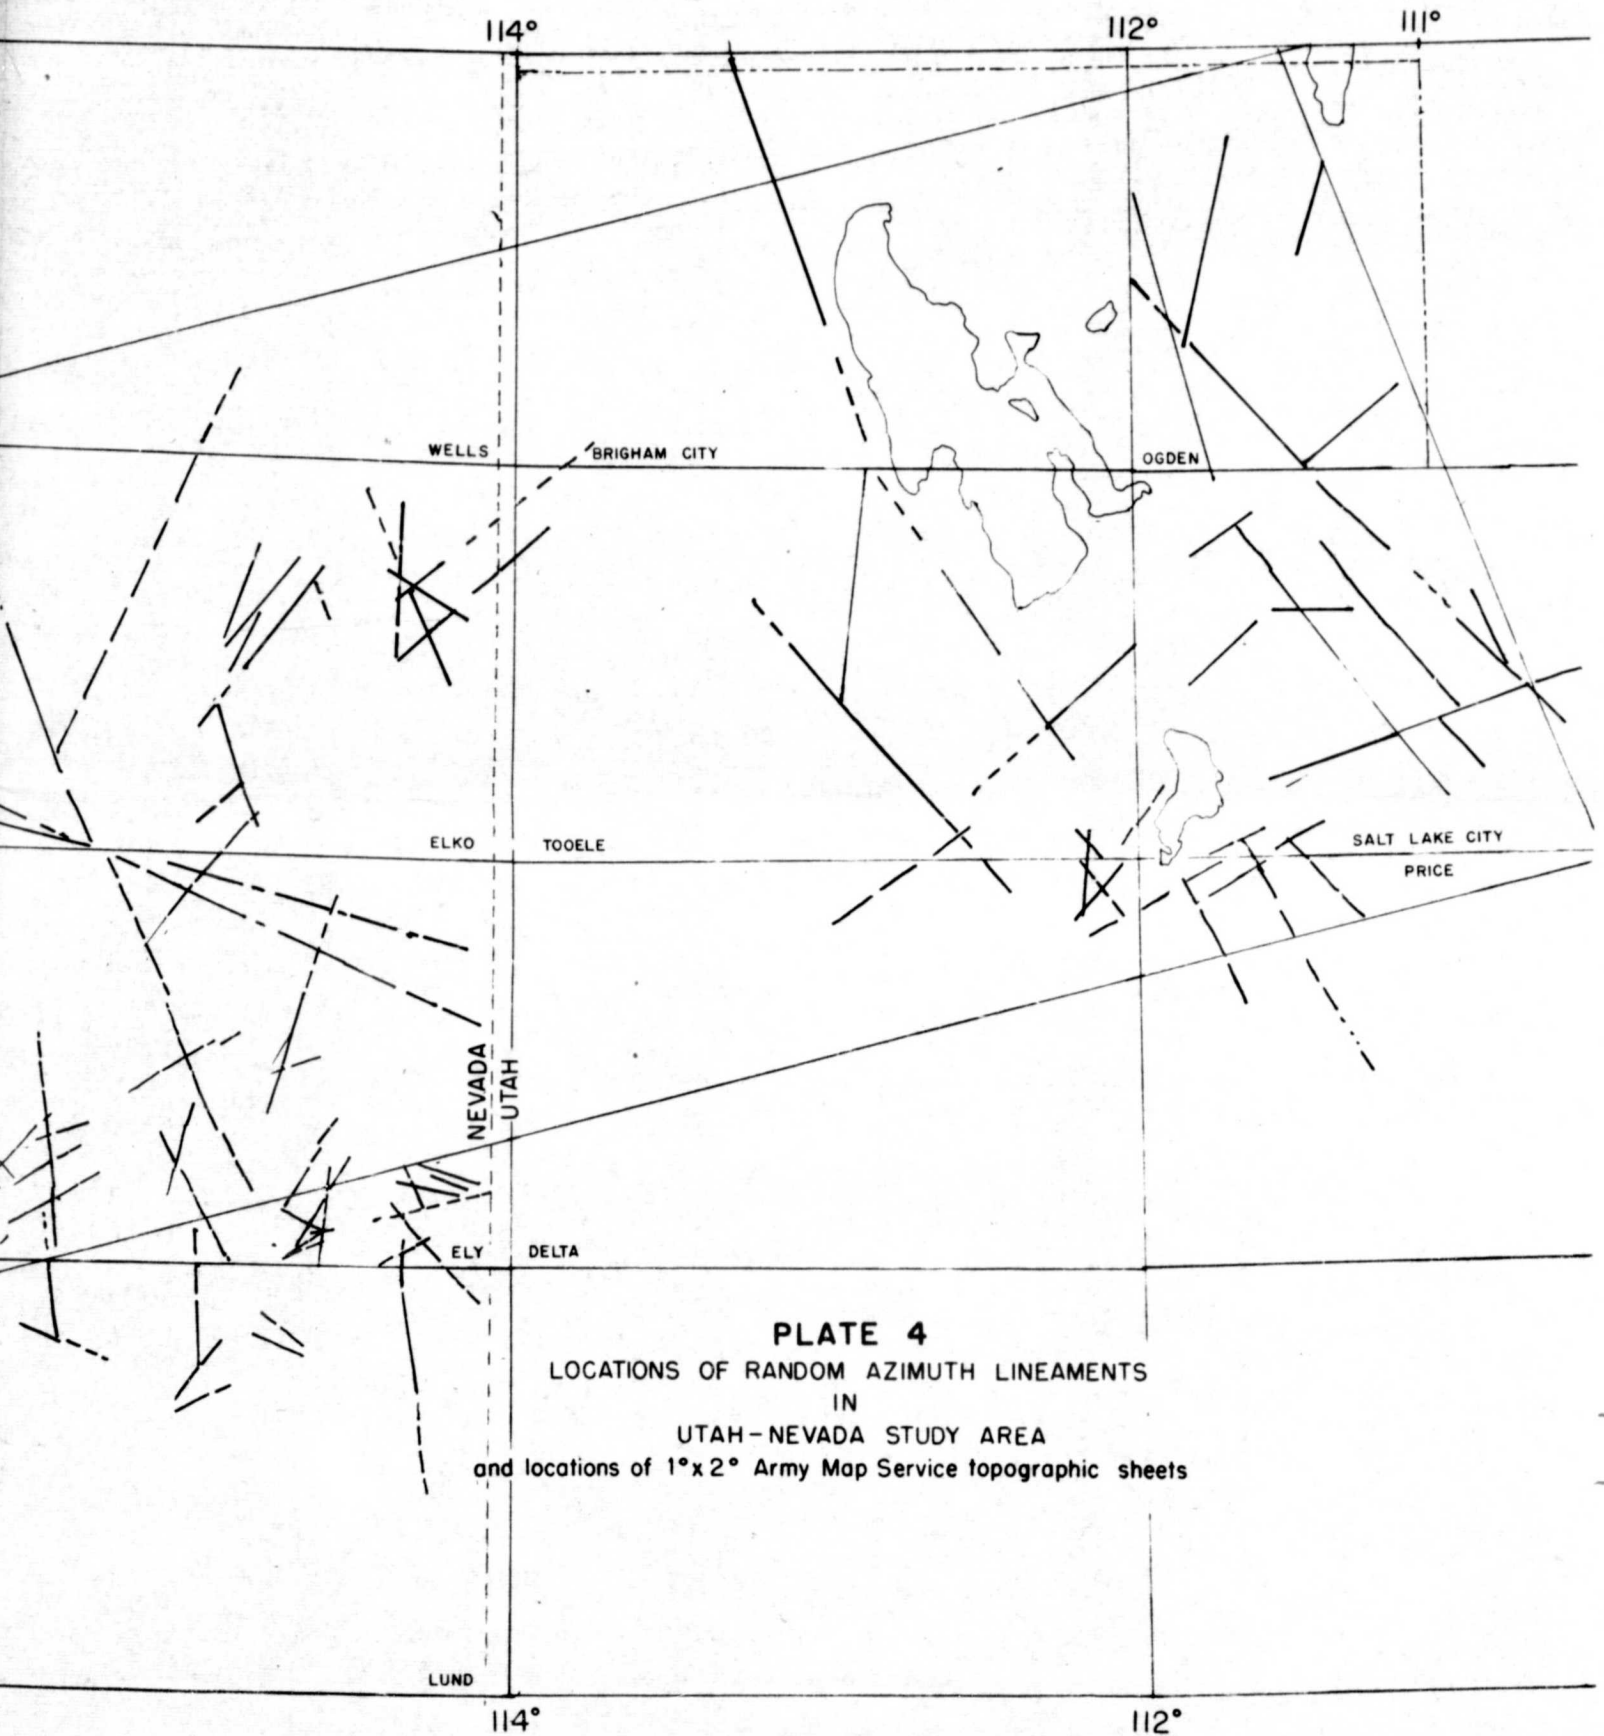 114° 112° 111°
WELLS BRIGHAM CITY OGDEN
ELKO TOOELE SALT LAKE CITY
PRICE
NEVADA
UTAH
ELY DELTA
PLATE 4
LOCATIONS OF RANDOM AZIMUTH LINEAMENTS
IN
UTAH-NEVADA STUDY AREA
and locations of 1°x2° Army Map Service topographic sheets
LUND
114° 112°